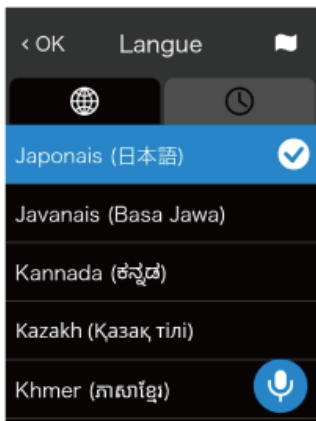 < OK Langue
Japonais (日本語)
Javanais (Basa Jawa)
Kannada (ಕನ್ನಡ)
Kazakh (Қазақ тілі)
Khmer (ភាសាខ្មែរ)